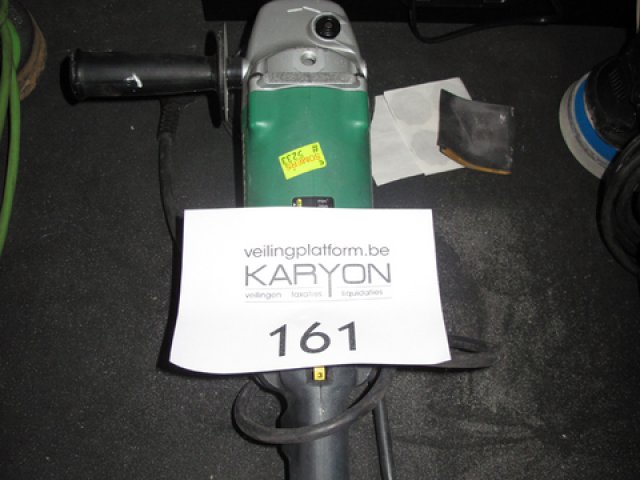 veilingplatform.be
KARYON
veilingen taxaties liquidaties
161